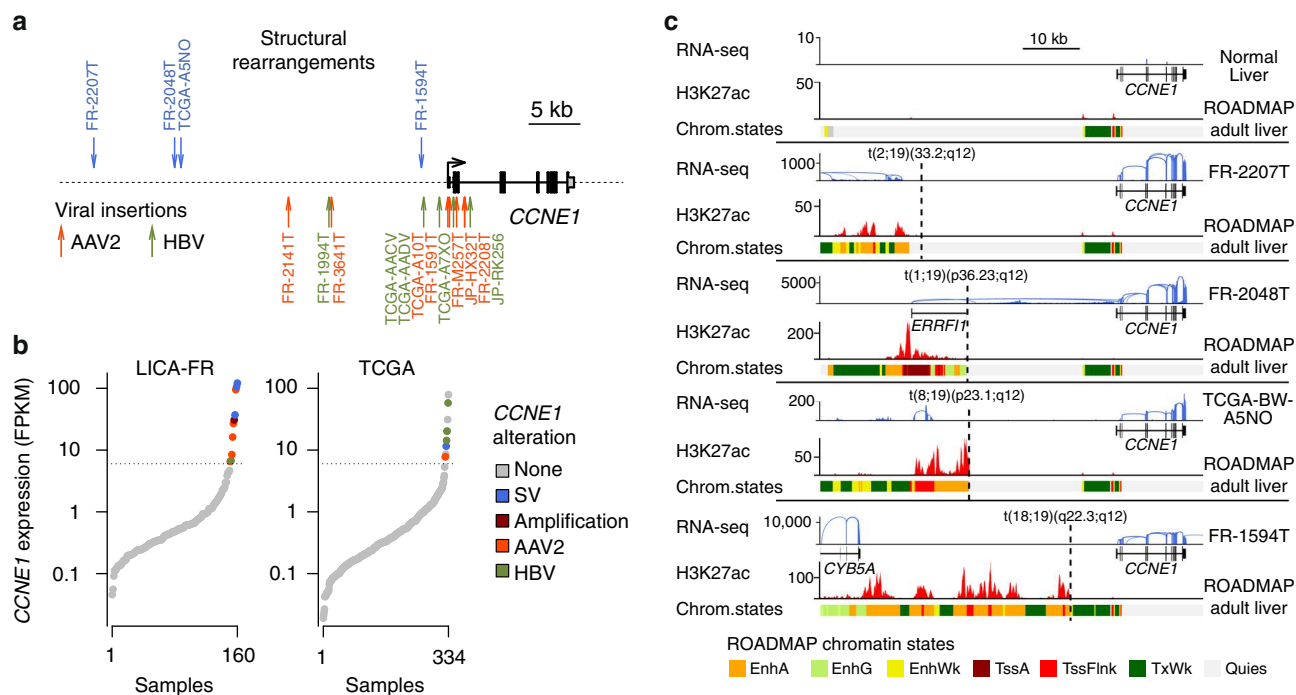 a
Structural
rearrangements
FR-2207T
FR-2048T
TCGA-A5NO
FR-1594T
5 kb
CCNE1
Viral insertions
AAV2
HBV
FR-2141T
FR-1994T
FR-3641T
TCGA-AACV
TCGA-AADV
TCGA-A10T
FR-1591T
TCGA-A7XO
FR-M257T
JP-HX32T
FR-2208T
JP-RK256
b
LICA-FR
TCGA
CCNE1 expression (FPKM)
100
10
1
0.1
1
160
Samples
100
10
1
0.1
1
334
Samples
CCNE1
alteration
None
SV
Amplification
AAV2
HBV
c
10 kb
RNA-seq
10
Normal
Liver
CCNE1
H3K27ac
50
ROADMAP
Chrom.states
adult liver
RNA-seq
1000
t(2;19)(33.2;q12)
FR-2207T
CCNE1
H3K27ac
50
ROADMAP
Chrom.states
adult liver
t(1;19)(p36.23;q12)
RNA-seq
5000
FR-2048T
ERRFI1
CCNE1
H3K27ac
200
ROADMAP
Chrom.states
adult liver
t(8;19)(p23.1;q12)
RNA-seq
200
TCGA-BW-
A5NO
CCNE1
H3K27ac
50
ROADMAP
Chrom.states
adult liver
t(18;19)(q22.3;q12)
RNA-seq
10,000
FR-1594T
CYB5A
CCNE1
H3K27ac
100
ROADMAP
Chrom.states
adult liver
ROADMAP chromatin states
EnhA
EnhG
EnhWk
TssA
TssFlnk
TxWk
Quies